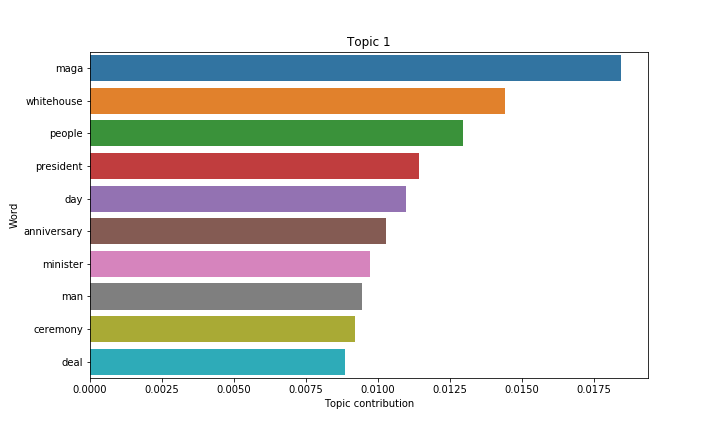 Topic 1
Word
maga
whitehouse
people
president
day
anniversary
minister
man
ceremony
deal
0.0000 0.0025 0.0050 0.0075 0.0100 0.0125 0.0150 0.0175
Topic contribution